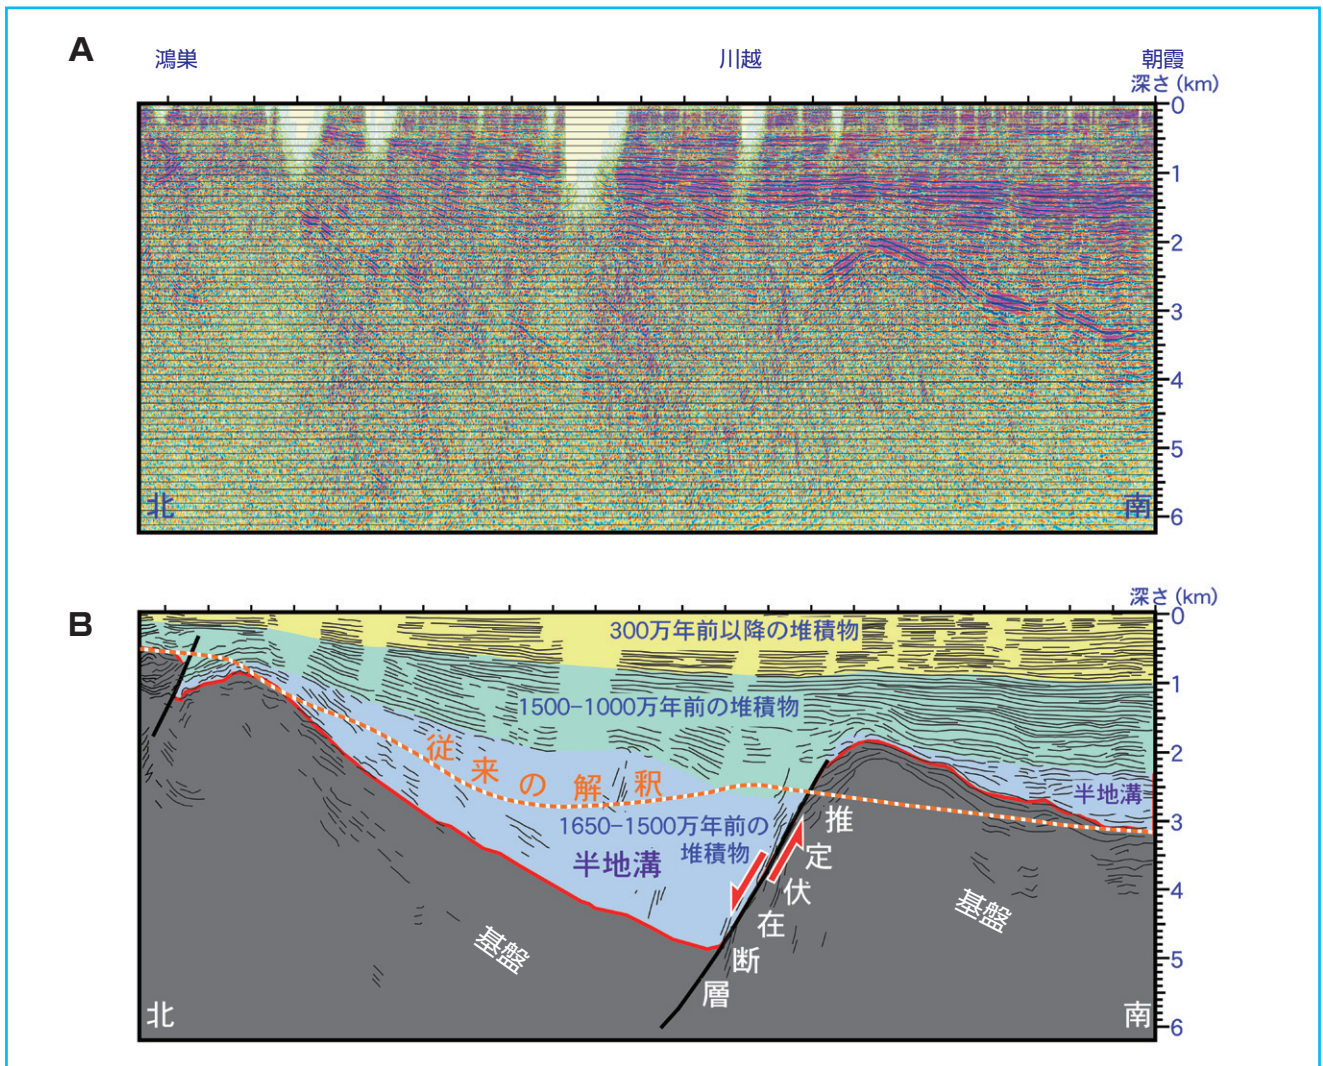 A
鴻巣 川越 朝霞
深さ(km)
0
1
2
3
4
5
6
北 南
B
深さ(km)
0
300万年前以降の堆積物
1
1500-1000万年前の堆積物
2
従来の解釈
半地溝
3
1650-1500万年前の
堆積物
半地溝
推定伏在断層
4
基盤
基盤
5
6
北 南